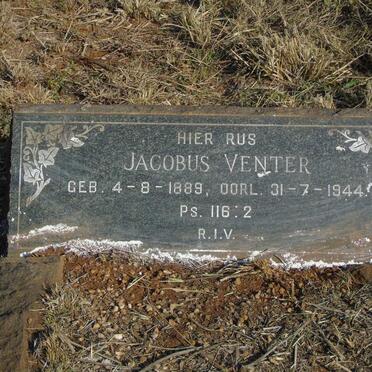 HIER RUS
JACOBUS VENTER
GEB. 4-8-1889, OORL. 31-7-1944.
PS. 116:2
R.I.V.